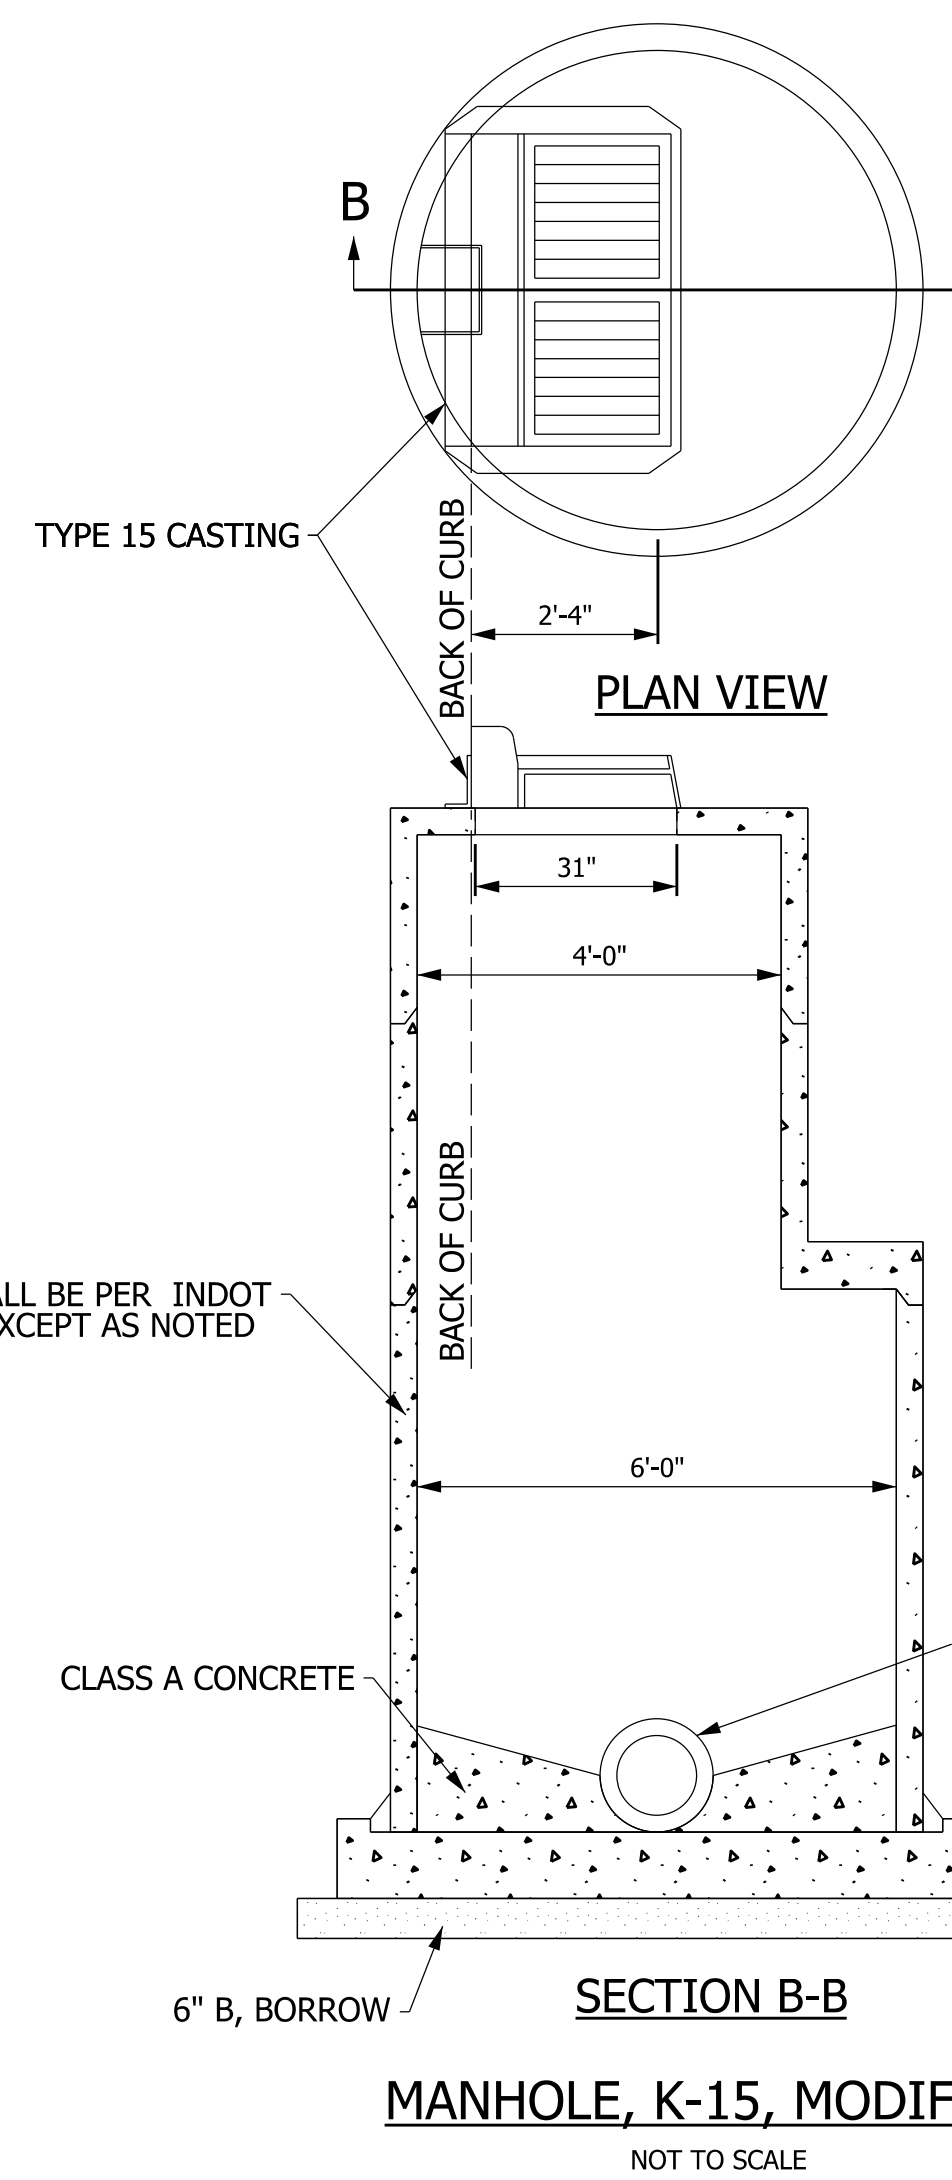 B
TYPE 15 CASTING
BACK OF CURB
2'-4"
PLAN VIEW
31"
4'-0"
BACK OF CURB
ALL BE PER INDOT
XCEPT AS NOTED
6'-0"
CLASS A CONCRETE
6" B, BORROW
SECTION B-B
MANHOLE, K-15, MODIF
NOT TO SCALE